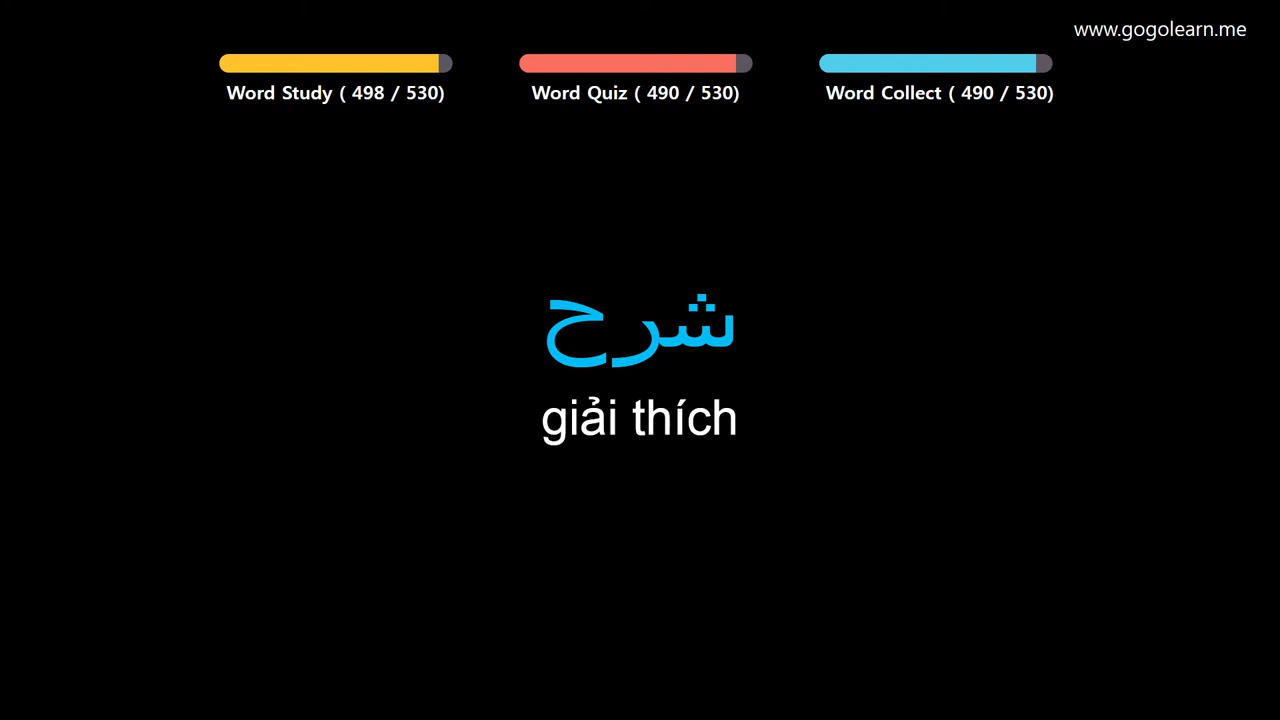 www.gogolearn.me
Word Study ( 498 / 530)
Word Quiz ( 490 / 530)
Word Collect ( 490 / 530)
شرح
giải thích